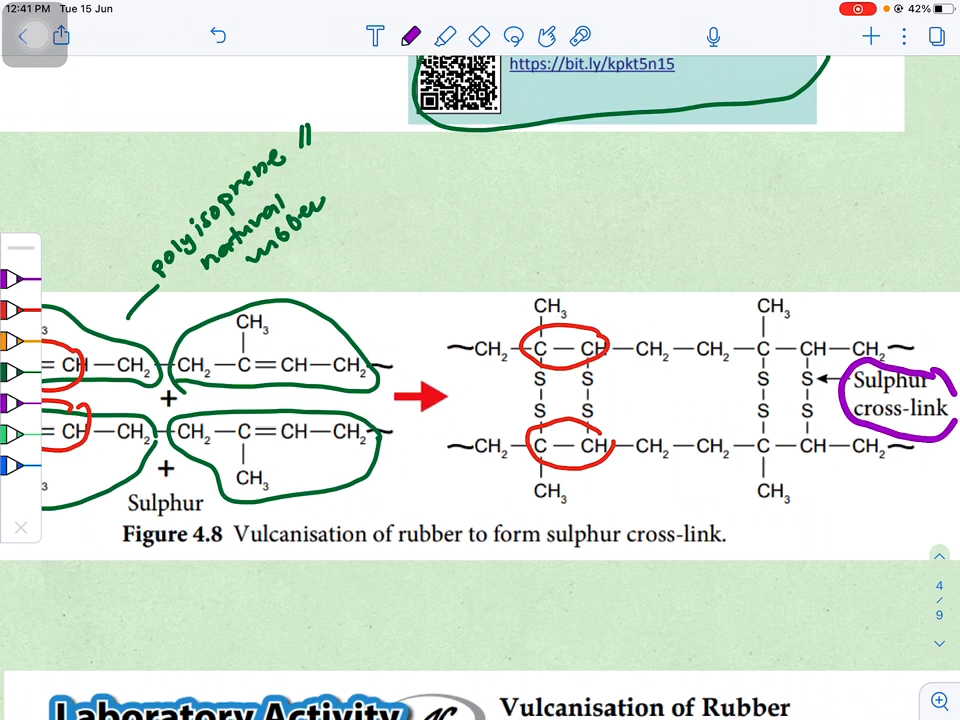 12:41 PM Tue 15 Jun
42%
T
https://bit.ly/kpkt5n15
polyisoprene
natural
rubber
3
CH₃
CH₃
CH₃
= CH—CH₂—CH₂—C=CH—CH₂~
~CH₂—C—CH—CH₂—CH₂—C—CH—CH₂~
+
S S S S
Sulphur
S S S S
cross-link
= CH—CH₂—CH₂—C=CH—CH₂~
~CH₂—C—CH—CH₂—CH₂—C—CH—CH₂~
+
3
CH₃
CH₃
CH₃
Sulphur
Figure 4.8 Vulcanisation of rubber to form sulphur cross-link.
4
/
9
Laboratory Activity
Vulcanisation of Rubber